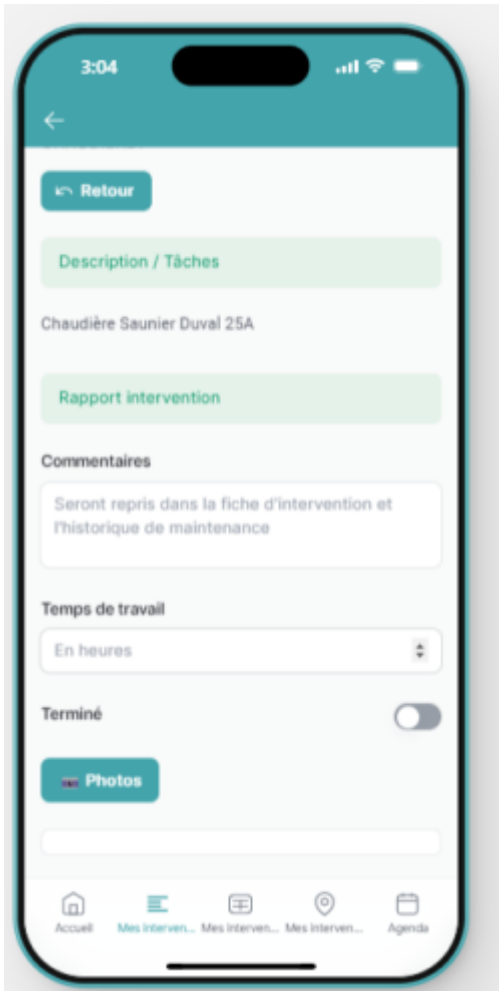 3:04
Retour
Description / Tâches
Chaudière Saunier Duval 25A
Rapport intervention
Commentaires
Seront repris dans la fiche d'intervention et
l'historique de maintenance
Temps de travail
En heures
Terminé
Photos
Accueil
Mes interven...
Mes interven...
Mes interven...
Agenda